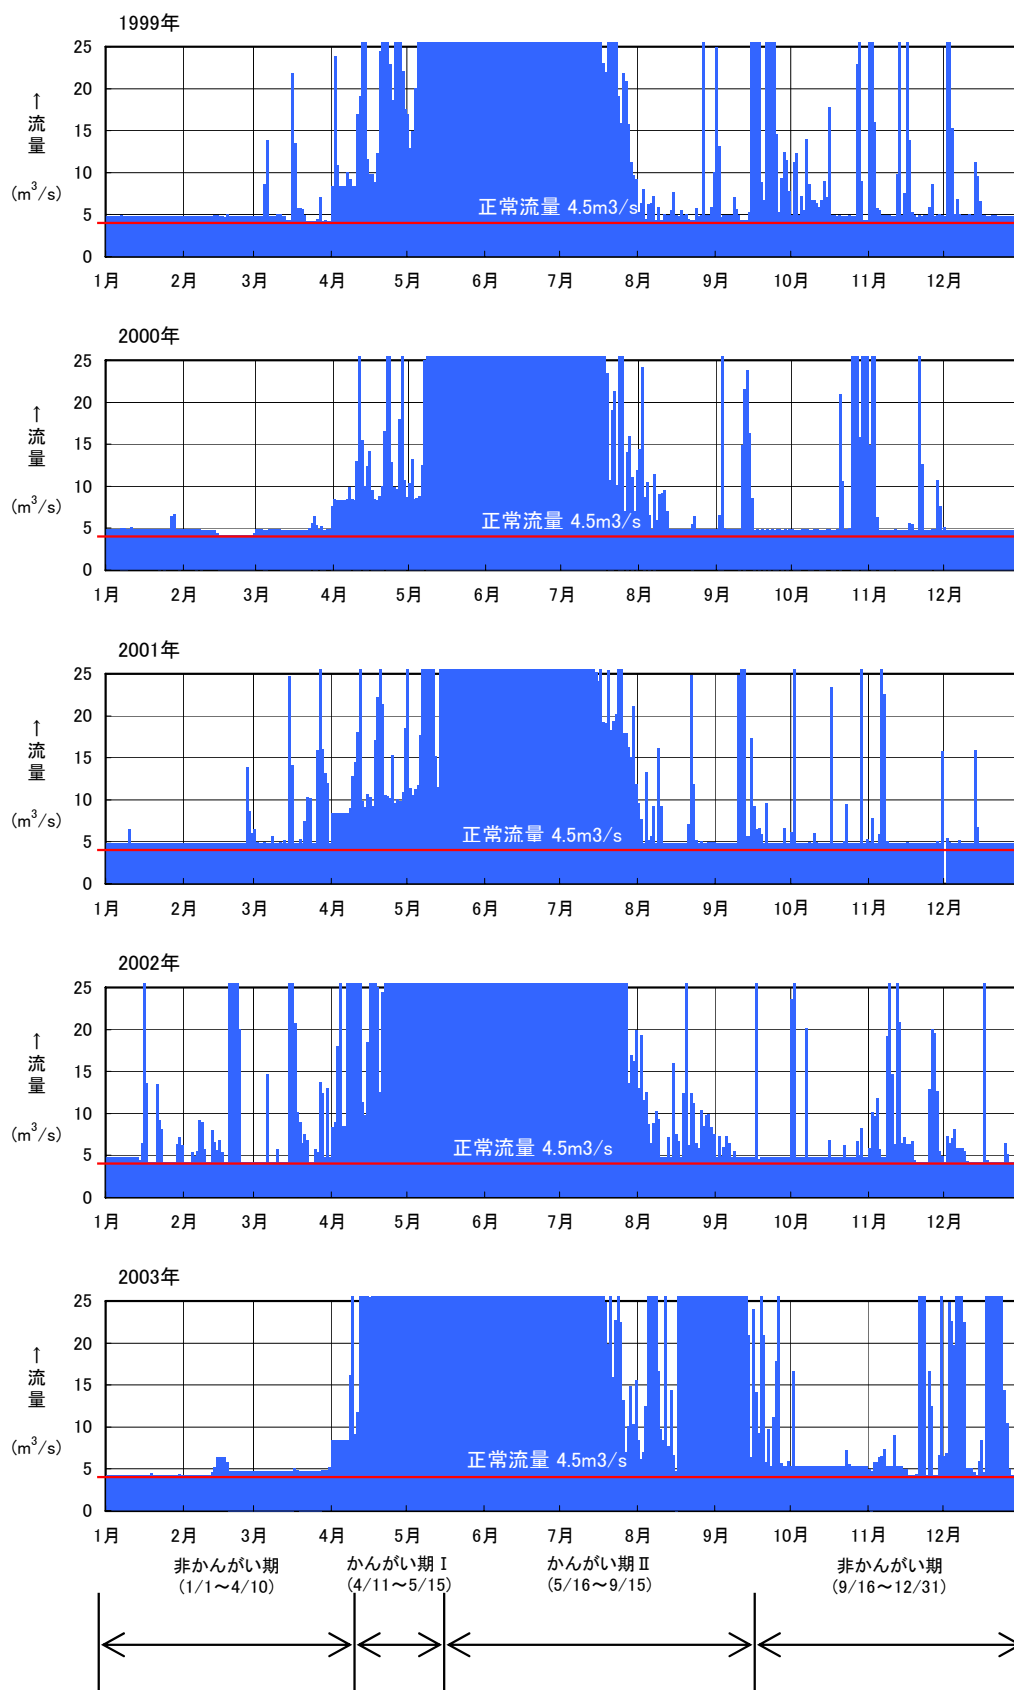 1999年
25
20
15
10
5
0
↑
流
量
(m³/s)
正常流量 4.5m3/s
1月 2月 3月 4月 5月 6月 7月 8月 9月 10月 11月 12月
2000年
25
20
15
10
5
0
↑
流
量
(m³/s)
正常流量 4.5m3/s
1月 2月 3月 4月 5月 6月 7月 8月 9月 10月 11月 12月
2001年
25
20
15
10
5
0
↑
流
量
(m³/s)
正常流量 4.5m3/s
1月 2月 3月 4月 5月 6月 7月 8月 9月 10月 11月 12月
2002年
25
20
15
10
5
0
↑
流
量
(m³/s)
正常流量 4.5m3/s
1月 2月 3月 4月 5月 6月 7月 8月 9月 10月 11月 12月
2003年
25
20
15
10
5
0
↑
流
量
(m³/s)
正常流量 4.5m3/s
1月 2月 3月 4月 5月 6月 7月 8月 9月 10月 11月 12月
非かんがい期
(1/1～4/10)
かんがい期Ⅰ
(4/11～5/15)
かんがい期Ⅱ
(5/16～9/15)
非かんがい期
(9/16～12/31)